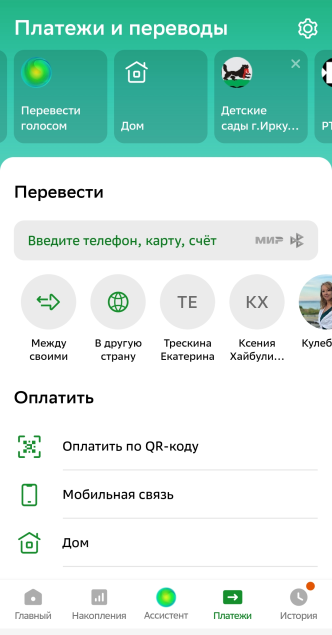 Платежи и переводы
Перевести
голосом
Дом
Детские
сады г.Ирку...
РТ
Перевести
Введите телефон, карту, счёт
МИР
ТЕ
КХ
Между
своими
В другую
страну
Трескина
Екатерина
Ксения
Хайбули...
Кулеб
Оплатить
Оплатить по QR-коду
Мобильная связь
Дом
Главный
Накопления
Ассистент
Платежи
История